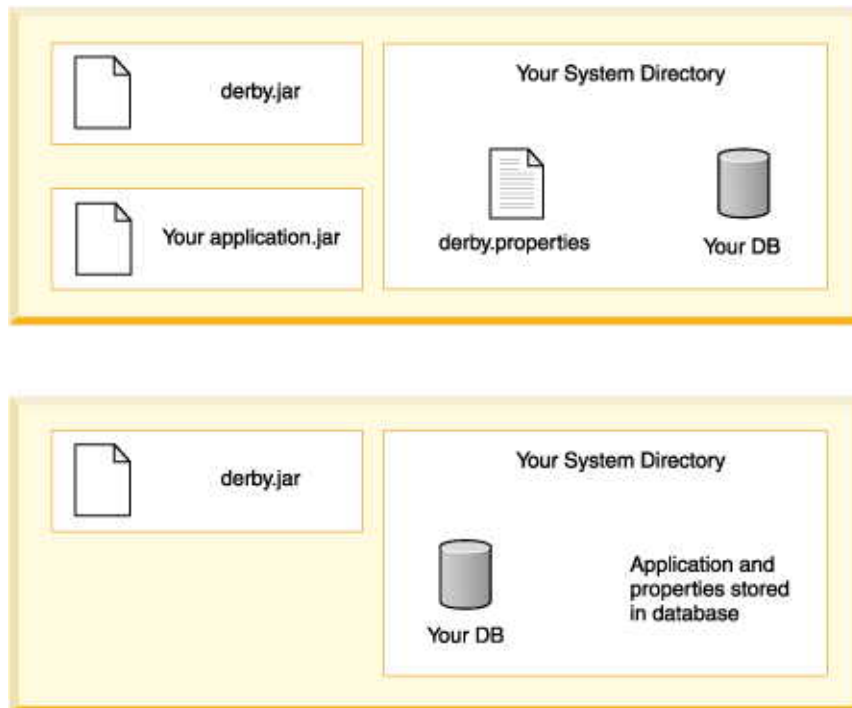 derby.jar
Your System Directory
Your application.jar
derby.properties
Your DB
derby.jar
Your System Directory
Application and
properties stored
in database
Your DB